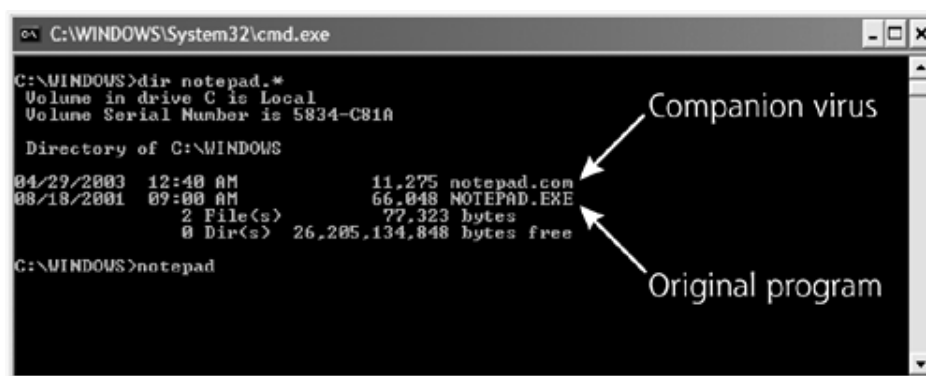 C:\WINDOWS\System32\cmd.exe
C:\WINDOWS>dir notepad.*
Volume in drive C is Local
Volume Serial Number is 5834-C81A
Directory of C:\WINDOWS
04/29/2003 12:40 AM 11,275 notepad.com
08/18/2001 09:00 AM 66,048 NOTEPAD.EXE
2 File(s) 77,323 bytes
0 Dir(s) 26,205,134,848 bytes free
C:\WINDOWS>notepad
Companion virus
Original program